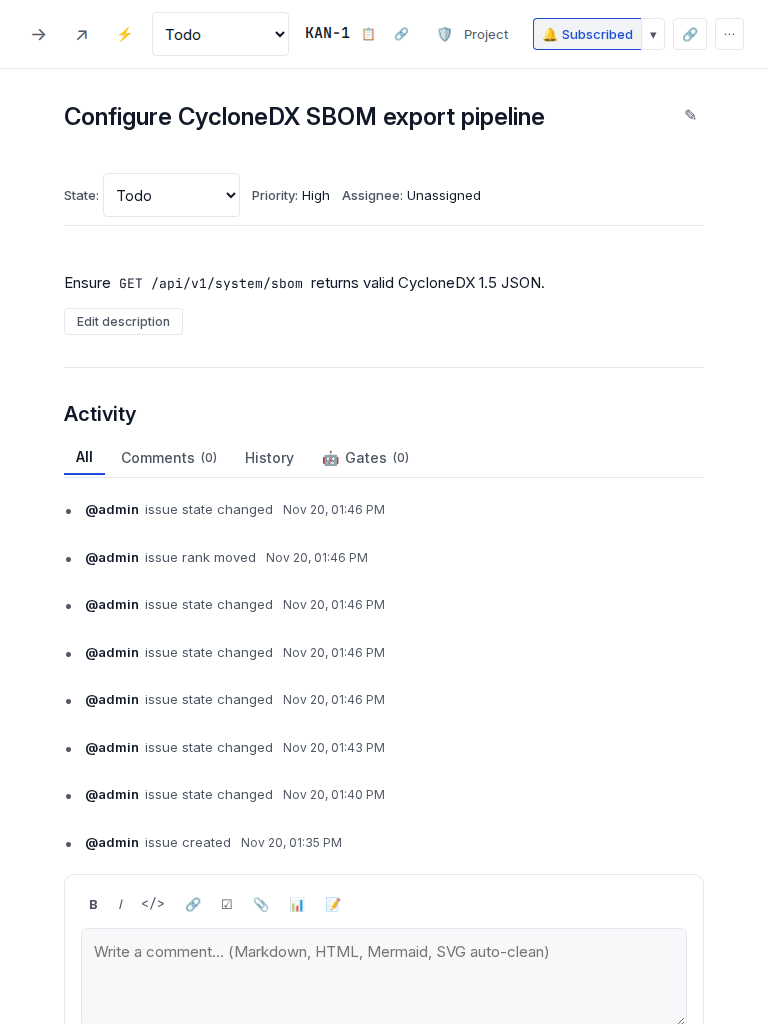 → ↗ ⚡ Todo KAN-1 📋 🔗 🛡️ Project 🔔 Subscribed ▾ 🔗 ···
Configure CycloneDX SBOM export pipeline ✎
State: Todo Priority: High Assignee: Unassigned
Ensure GET /api/v1/system/sbom returns valid CycloneDX 1.5 JSON.
Edit description
Activity
All Comments (0) History 🤖 Gates (0)
• @admin issue state changed Nov 20, 01:46 PM
• @admin issue rank moved Nov 20, 01:46 PM
• @admin issue state changed Nov 20, 01:46 PM
• @admin issue state changed Nov 20, 01:46 PM
• @admin issue state changed Nov 20, 01:46 PM
• @admin issue state changed Nov 20, 01:43 PM
• @admin issue state changed Nov 20, 01:40 PM
• @admin issue created Nov 20, 01:35 PM
B I </> 🔗 ☑ 📎 📊 📝
Write a comment... (Markdown, HTML, Mermaid, SVG auto-clean)